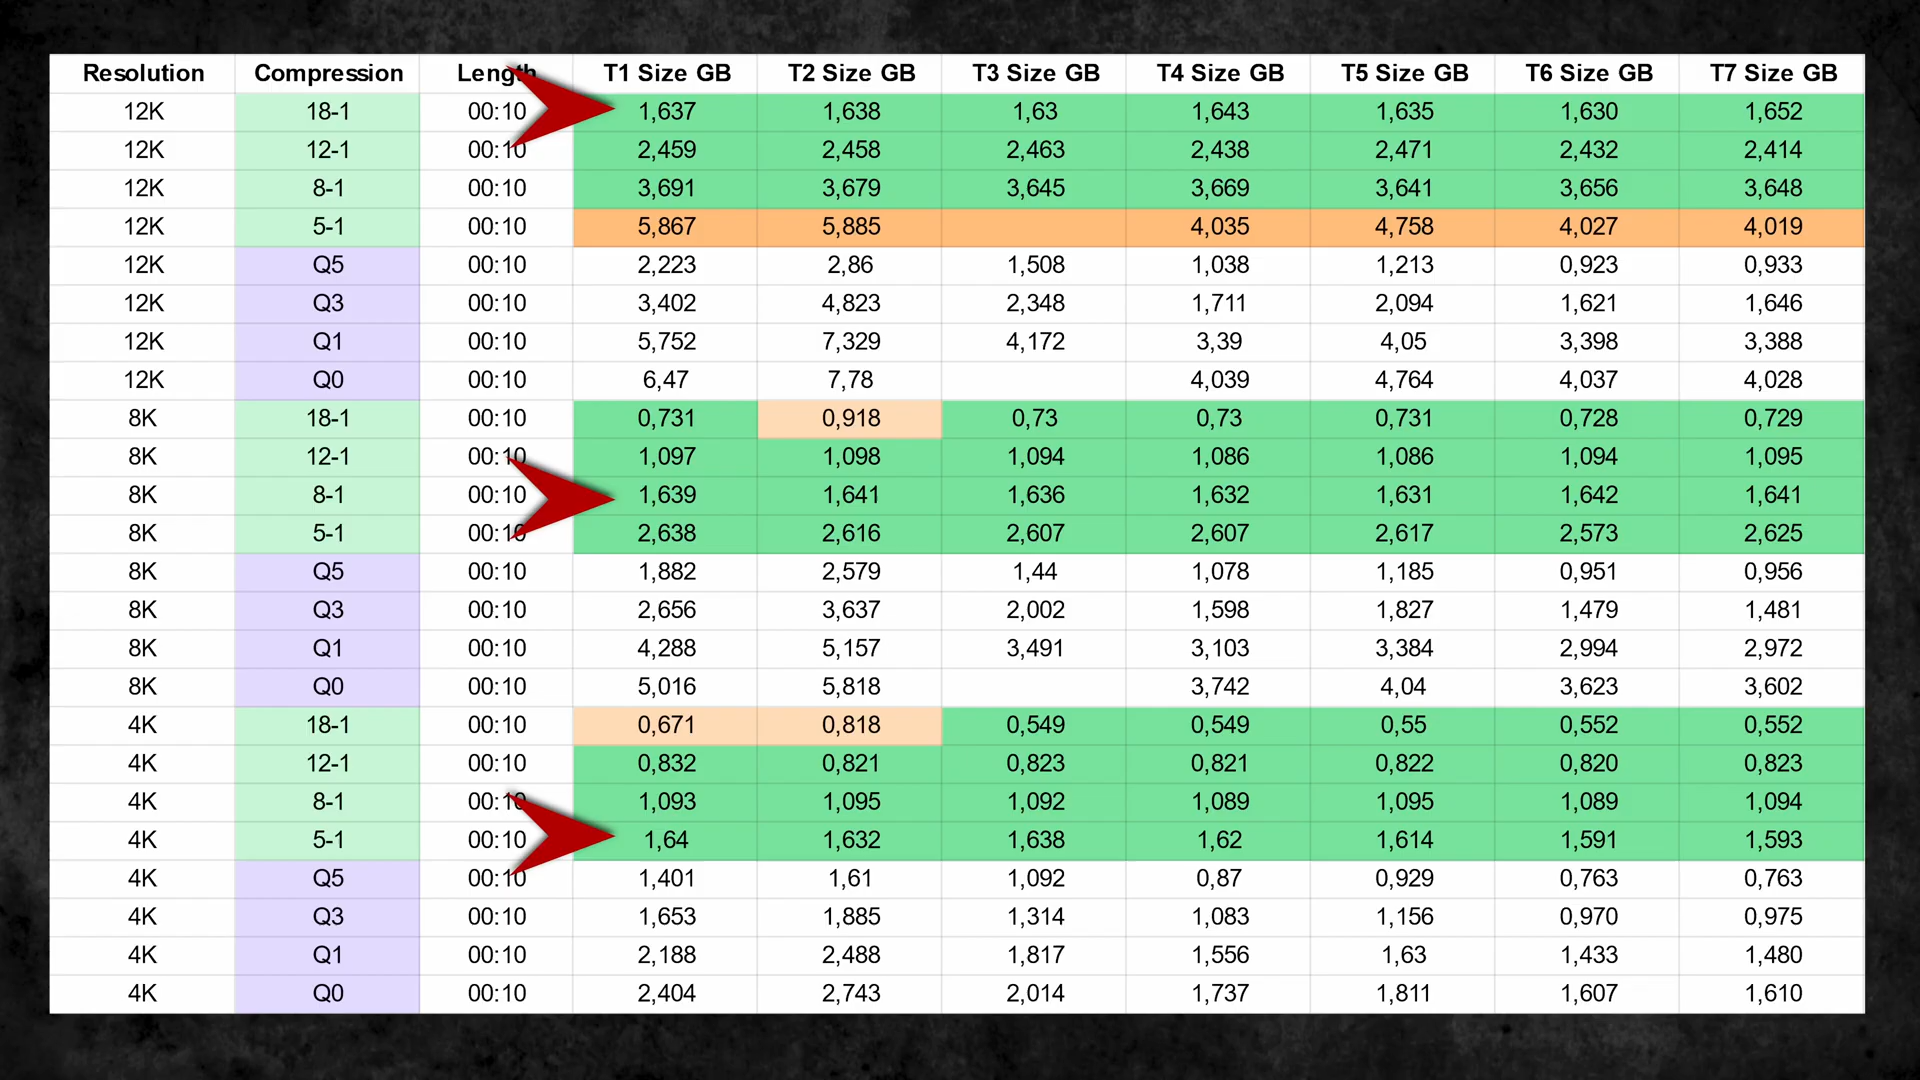 Resolution Compression Length T1 Size GB T2 Size GB T3 Size GB T4 Size GB T5 Size GB T6 Size GB T7 Size GB
12K 18-1 00:10 1,637 1,638 1,63 1,643 1,635 1,630 1,652
12K 12-1 00:10 2,459 2,458 2,463 2,438 2,471 2,432 2,414
12K 8-1 00:10 3,691 3,679 3,645 3,669 3,641 3,656 3,648
12K 5-1 00:10 5,867 5,885 4,035 4,758 4,027 4,019
12K Q5 00:10 2,223 2,86 1,508 1,038 1,213 0,923 0,933
12K Q3 00:10 3,402 4,823 2,348 1,711 2,094 1,621 1,646
12K Q1 00:10 5,752 7,329 4,172 3,39 4,05 3,398 3,388
12K Q0 00:10 6,47 7,78 4,039 4,764 4,037 4,028
8K 18-1 00:10 0,731 0,918 0,73 0,73 0,731 0,728 0,729
8K 12-1 00:10 1,097 1,098 1,094 1,086 1,086 1,094 1,095
8K 8-1 00:10 1,639 1,641 1,636 1,632 1,631 1,642 1,641
8K 5-1 00:10 2,638 2,616 2,607 2,607 2,617 2,573 2,625
8K Q5 00:10 1,882 2,579 1,44 1,078 1,185 0,951 0,956
8K Q3 00:10 2,656 3,637 2,002 1,598 1,827 1,479 1,481
8K Q1 00:10 4,288 5,157 3,491 3,103 3,384 2,994 2,972
8K Q0 00:10 5,016 5,818 3,742 4,04 3,623 3,602
4K 18-1 00:10 0,671 0,818 0,549 0,549 0,55 0,552 0,552
4K 12-1 00:10 0,832 0,821 0,823 0,821 0,822 0,820 0,823
4K 8-1 00:10 1,093 1,095 1,092 1,089 1,095 1,089 1,094
4K 5-1 00:10 1,64 1,632 1,638 1,62 1,614 1,591 1,593
4K Q5 00:10 1,401 1,61 1,092 0,87 0,929 0,763 0,763
4K Q3 00:10 1,653 1,885 1,314 1,083 1,156 0,970 0,975
4K Q1 00:10 2,188 2,488 1,817 1,556 1,63 1,433 1,480
4K Q0 00:10 2,404 2,743 2,014 1,737 1,811 1,607 1,610